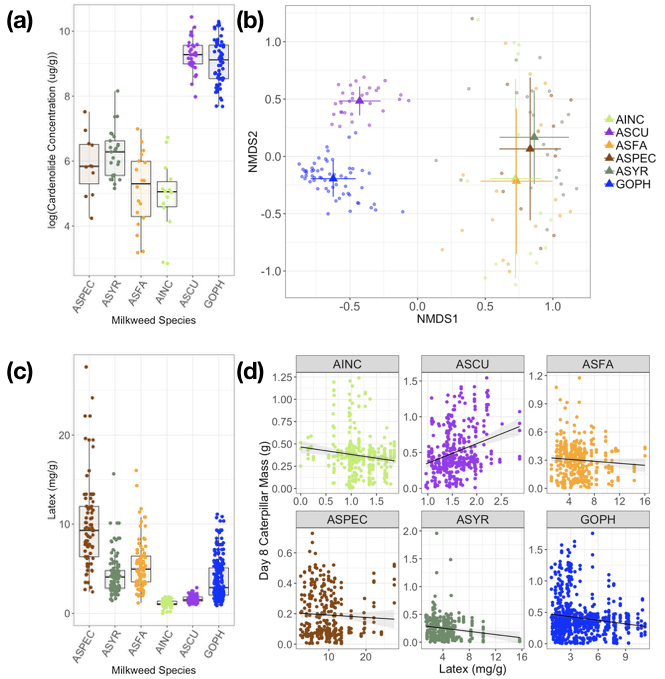 (a)
log(Cardenolide Concentration (ug/g))
10
8
6
4
ASPEC
ASYR
ASFA
AINC
ASCU
GOPH
Milkweed Species
(b)
NMDS2
1.0
0.5
0.0
-0.5
-1.0
-0.5
0.0
0.5
1.0
NMDS1
AINC
ASCU
ASFA
ASPEC
ASYR
GOPH
(c)
Latex (mg/g)
20
10
0
ASPEC
ASYR
ASFA
AINC
ASCU
GOPH
Milkweed Species
(d)
Day 8 Caterpillar Mass (g)
AINC
1.25
1.00
0.75
0.50
0.25
0.00
0.0 0.5 1.0 1.5
ASCU
1.5
1.0
0.5
0.0
1.0 1.5 2.0 2.5
ASFA
1.2
0.9
0.6
0.3
0.0
4 8 12 16
ASPEC
0.6
0.4
0.2
0.0
10 20
ASYR
2.0
1.5
1.0
0.5
0.0
4 8 12 16
GOPH
1.5
1.0
0.5
0.0
3 6 9
Latex (mg/g)